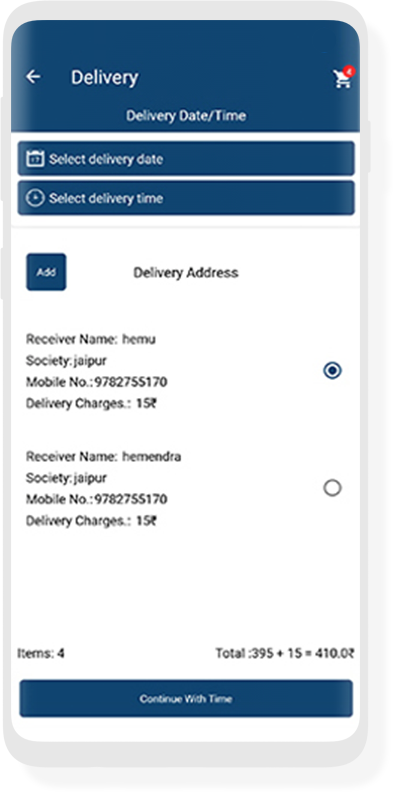 Delivery
4
Delivery Date/Time
Select delivery date
Select delivery time
Add
Delivery Address
Receiver Name: hemu
Society:jaipur
Mobile No.:9782755170
Delivery Charges.: 15₹
Receiver Name: hemendra
Society:jaipur
Mobile No.:9782755170
Delivery Charges.: 15₹
Items: 4
Total :395 + 15 = 410.0₹
Continue With Time